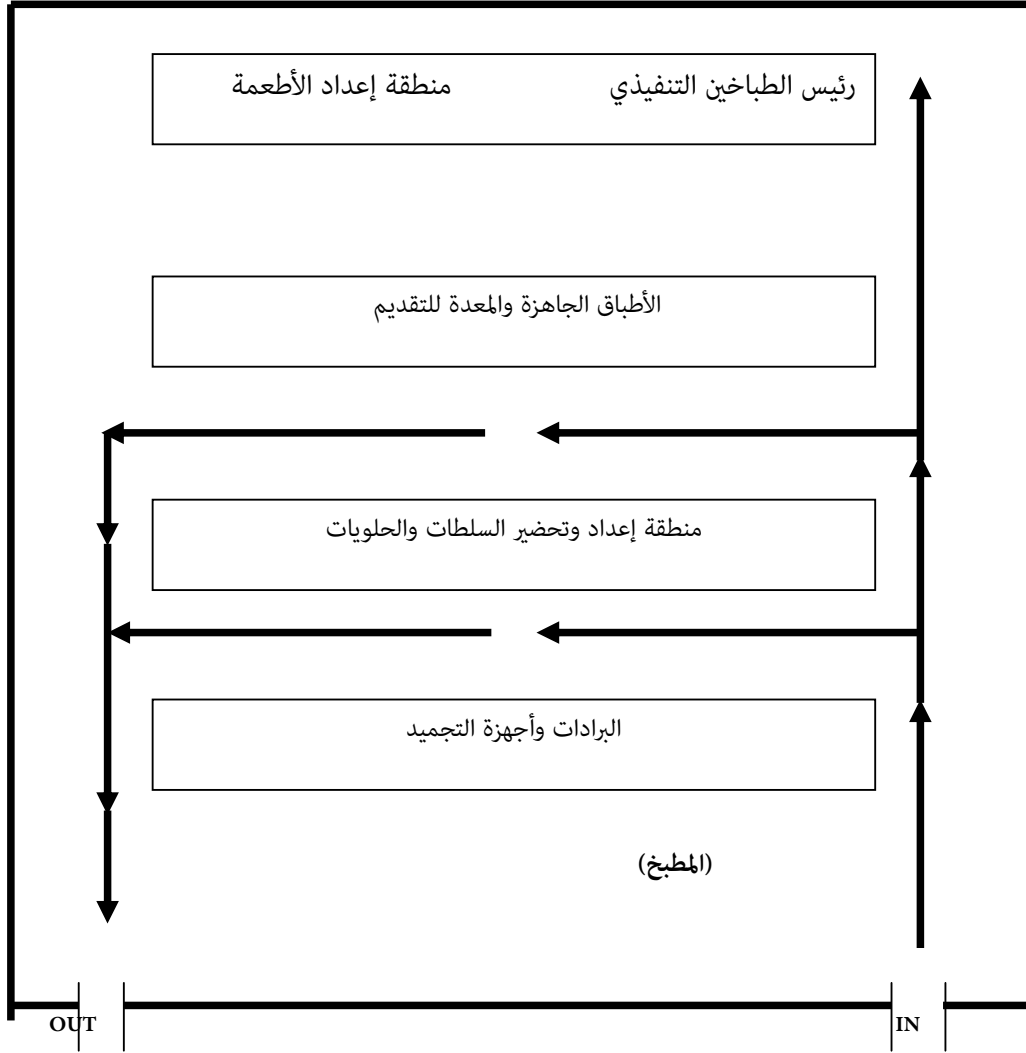 رئيس الطباخين التنفيذي منطقة إعداد الأطعمة
الأطباق الجاهزة والمعدة للتقديم
منطقة إعداد وتحضير السلطات والحلويات
البرادات وأجهزة التجميد
(المطبخ)
IN
OUT